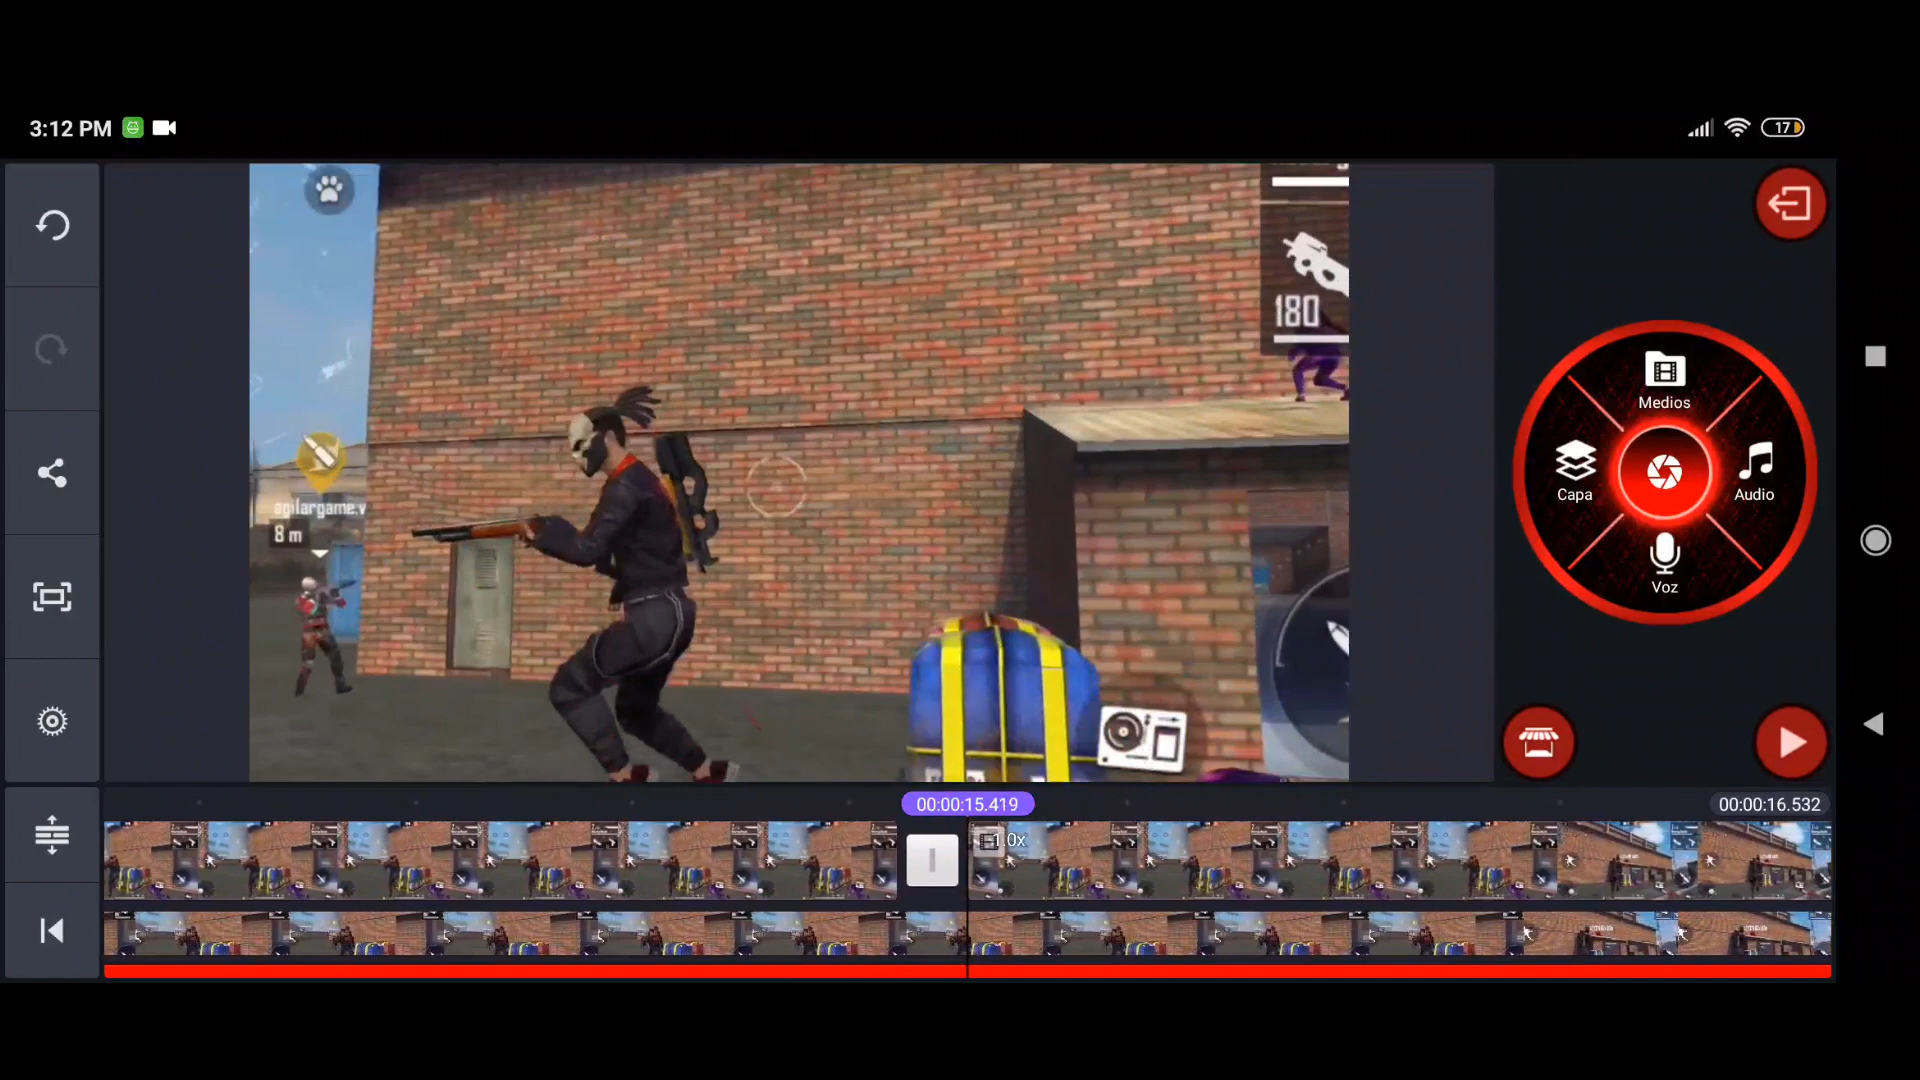 3:12 PM
17
180
agilargame.v
8 m
Medios
Capa
Audio
Voz
00:00:15.419
00:00:16.532
1.0x